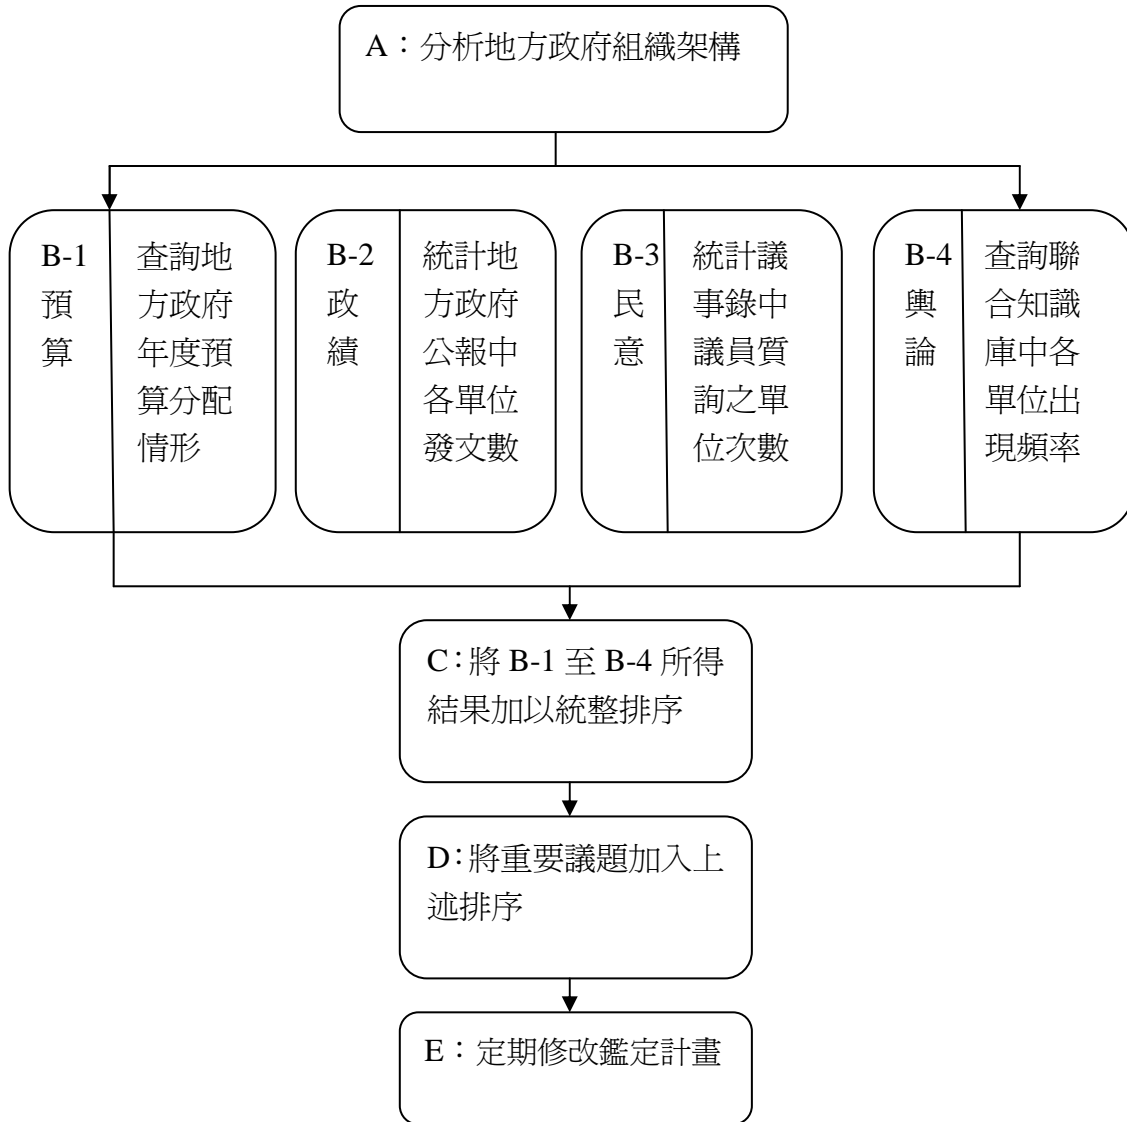 A：分析地方政府組織架構
B-1
預
算
查詢地
方政府
年度預
算分配
情形
B-2
政
績
統計地
方政府
公報中
各單位
發文數
B-3
民
意
統計議
事錄中
議員質
詢之單
位次數
B-4
輿
論
查詢聯
合知識
庫中各
單位出
現頻率
C：將 B-1 至 B-4 所得
結果加以統整排序
D：將重要議題加入上
述排序
E：定期修改鑑定計畫